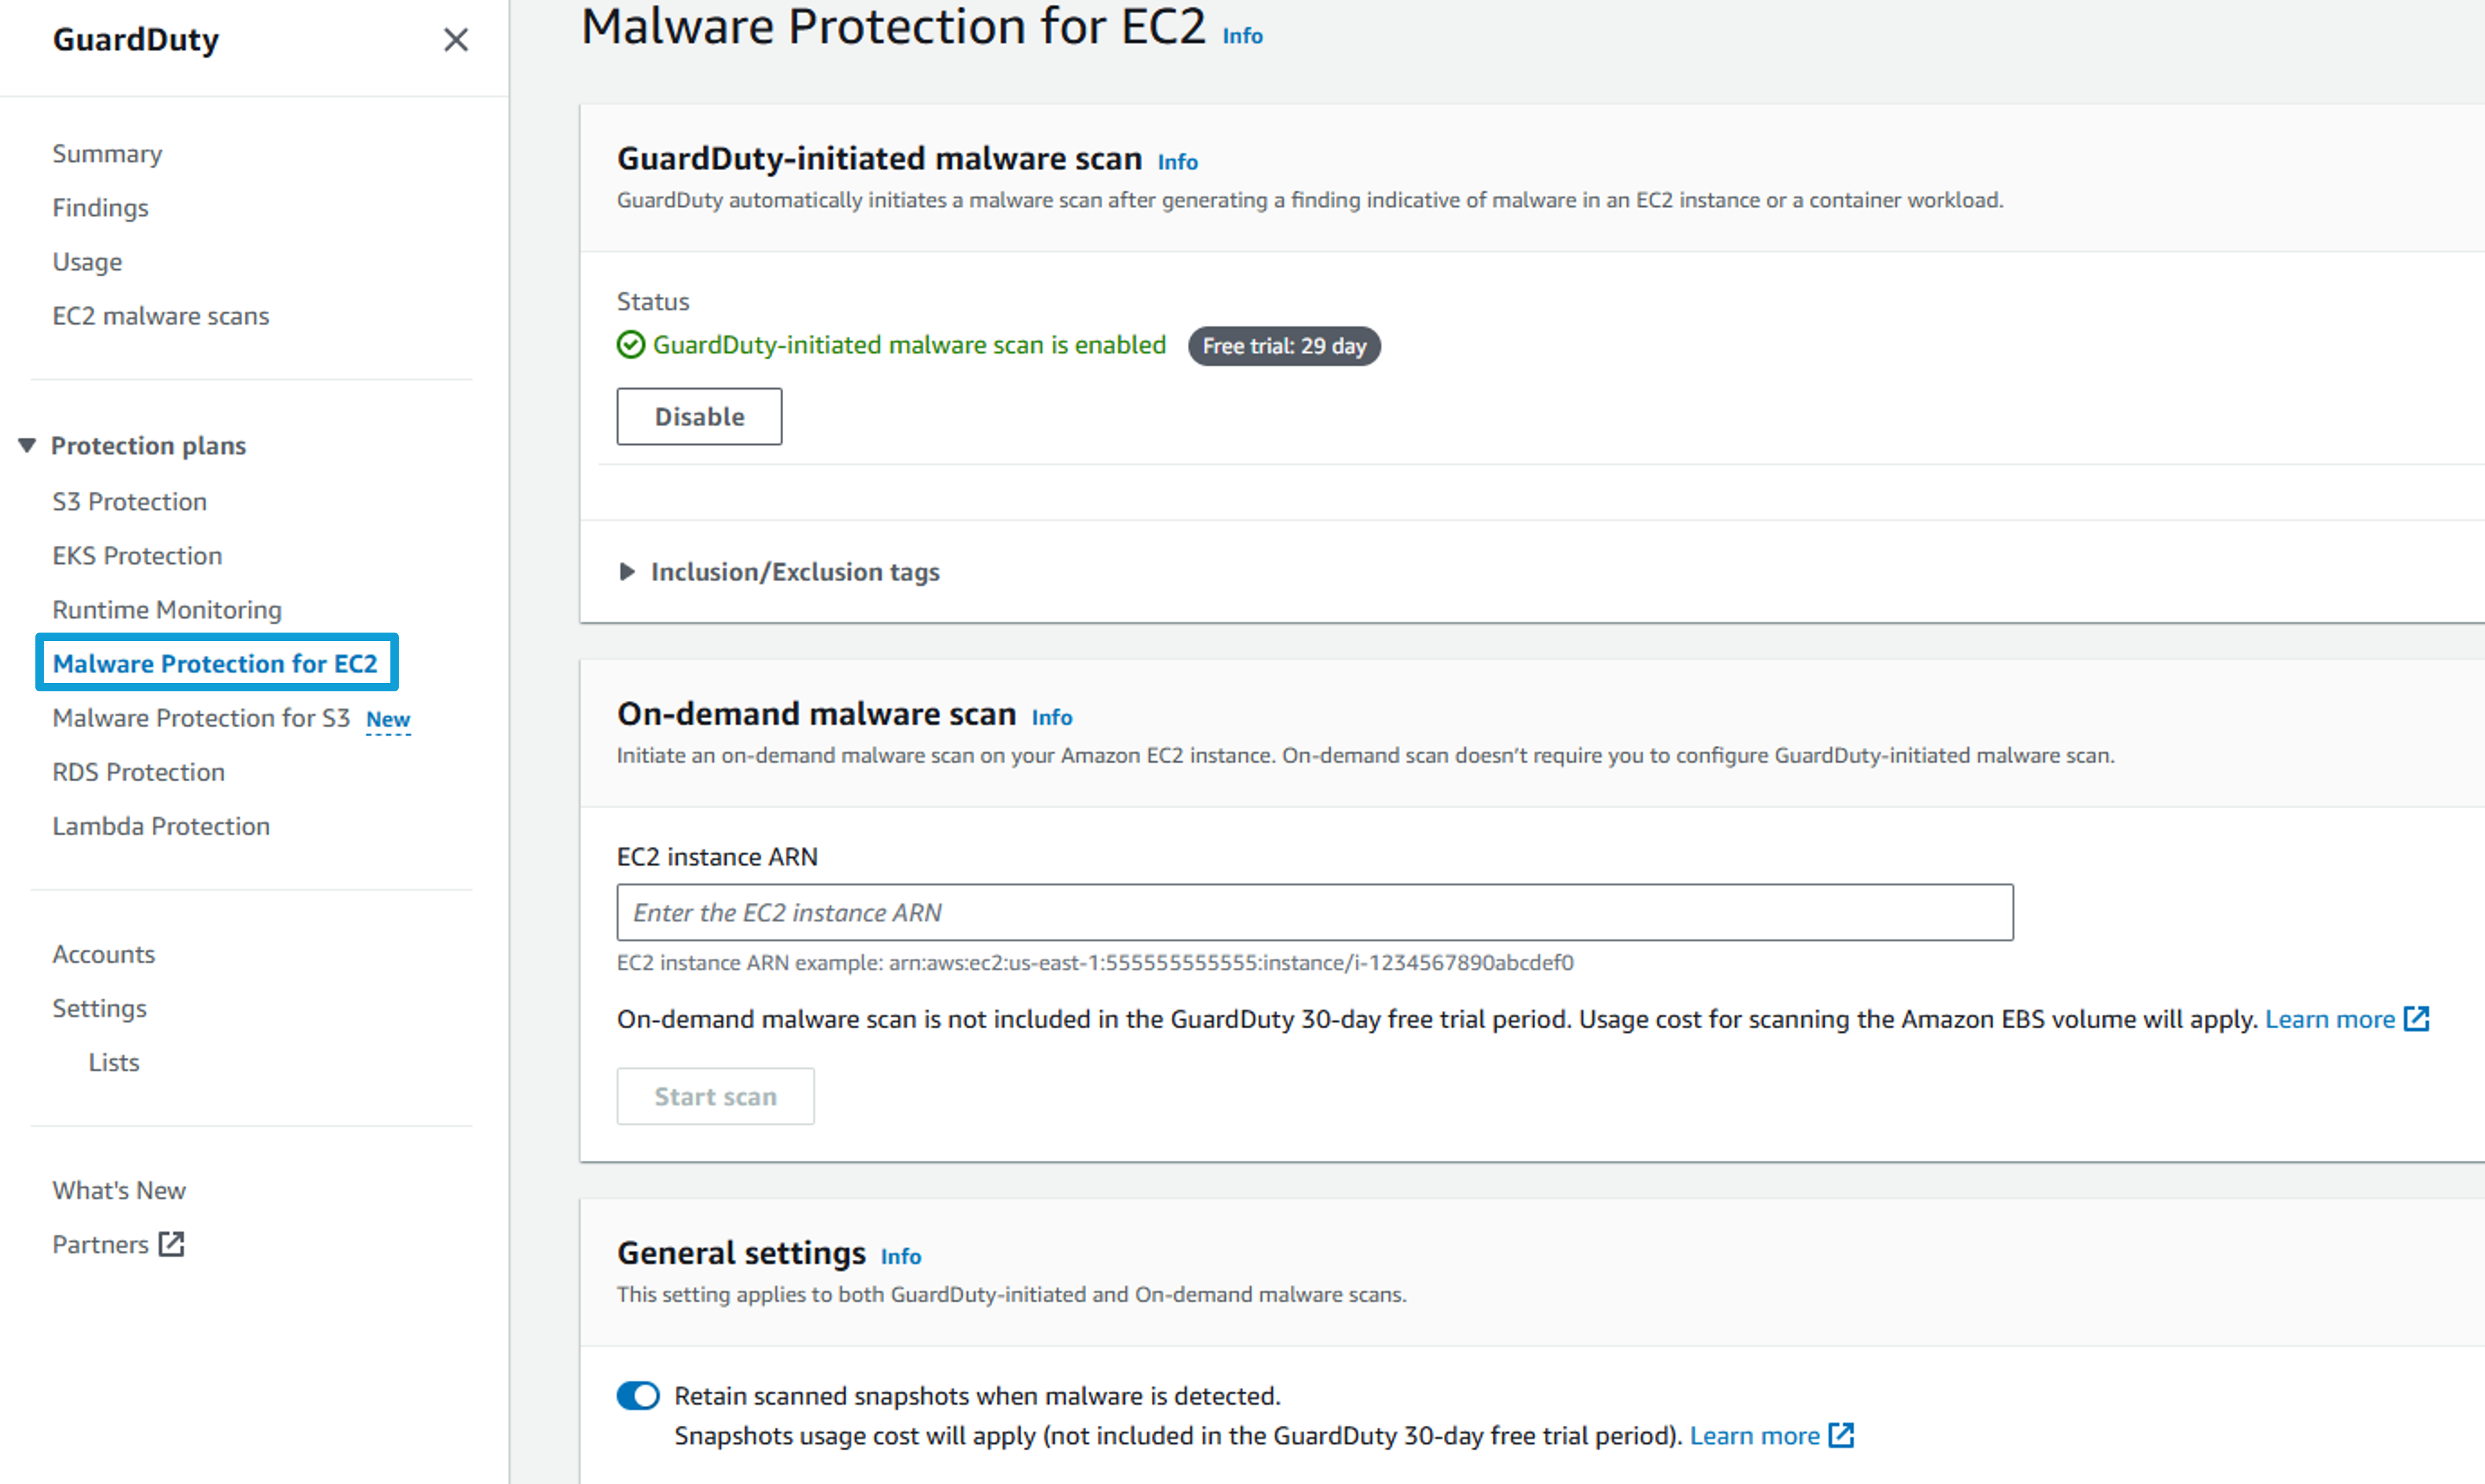 GuardDuty
Summary
Findings
Usage
EC2 malware scans
Protection plans
S3 Protection
EKS Protection
Runtime Monitoring
Malware Protection for EC2
Malware Protection for S3 New
RDS Protection
Lambda Protection
Accounts
Settings
Lists
What's New
Partners
Malware Protection for EC2 Info
GuardDuty-initiated malware scan Info
GuardDuty automatically initiates a malware scan after generating a finding indicative of malware in an EC2 instance or a container workload.
Status
GuardDuty-initiated malware scan is enabled Free trial: 29 day
Disable
Inclusion/Exclusion tags
On-demand malware scan Info
Initiate an on-demand malware scan on your Amazon EC2 instance. On-demand scan doesn’t require you to configure GuardDuty-initiated malware scan.
EC2 instance ARN
Enter the EC2 instance ARN
EC2 instance ARN example: arn:aws:ec2:us-east-1:555555555555:instance/i-1234567890abcdef0
On-demand malware scan is not included in the GuardDuty 30-day free trial period. Usage cost for scanning the Amazon EBS volume will apply. Learn more
Start scan
General settings Info
This setting applies to both GuardDuty-initiated and On-demand malware scans.
Retain scanned snapshots when malware is detected.
Snapshots usage cost will apply (not included in the GuardDuty 30-day free trial period). Learn more